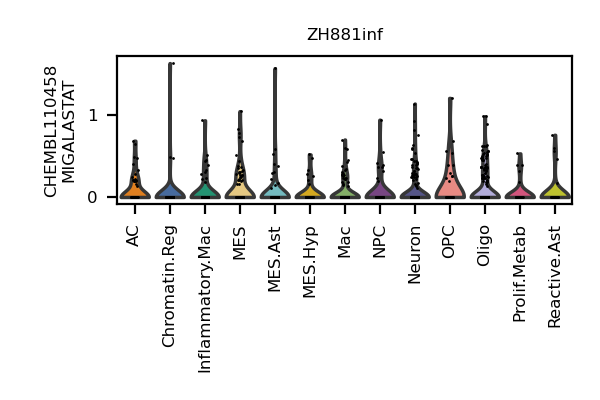 ZH881inf
CHEMBL110458
MIGALASTAT
1
0
AC
Chromatin.Reg
Inflammatory.Mac
MES
MES.Ast
MES.Hyp
Mac
NPC
Neuron
OPC
Oligo
Prolif.Metab
Reactive.Ast